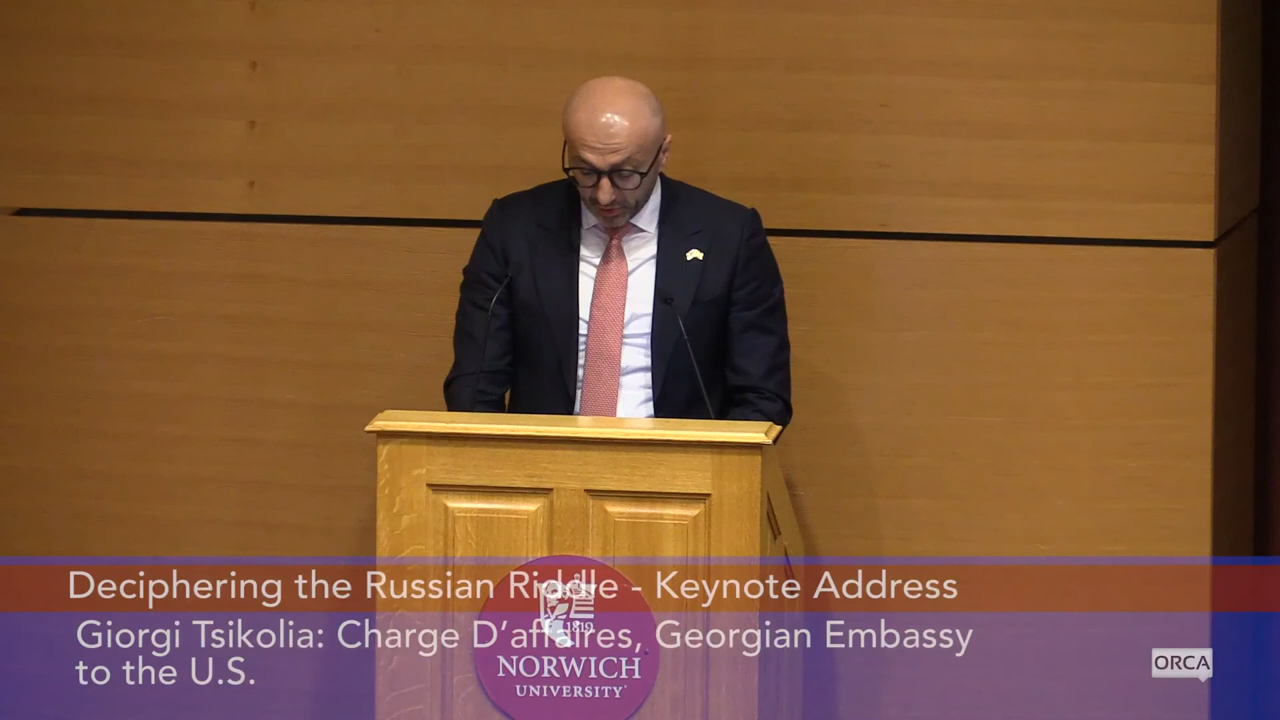 Deciphering the Russian Riddle - Keynote Address
Giorgi Tsikolia: Charge D'affaires, Georgian Embassy
to the U.S.
1819
NORWICH
UNIVERSITY
ORCA